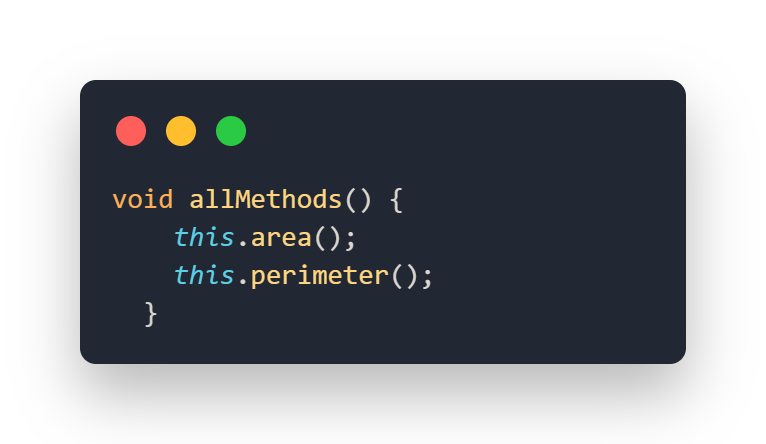 void allMethods() {
    this.area();
    this.perimeter();
  }